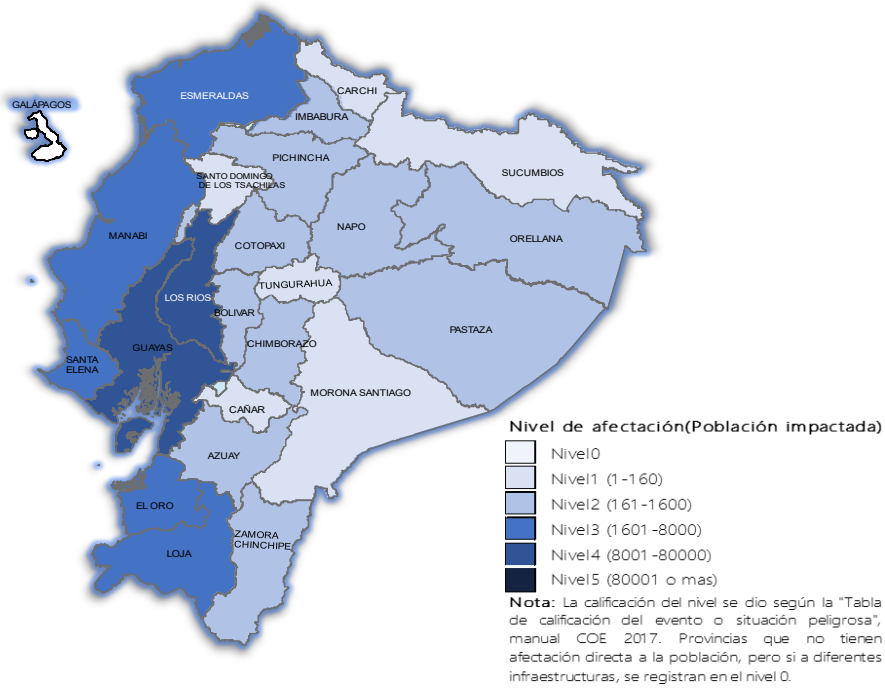 GALÁPAGOS
ESMERALDAS
CARCHI
IMBABURA
PICHINCHA
SUCUMBIOS
SANTO DOMINGO
DE LOS TSACHILAS
MANABI
COTOPAXI
NAPO
ORELLANA
TUNGURAHUA
LOS RIOS
BOLIVAR
PASTAZA
CHIMBORAZO
GUAYAS
SANTA
ELENA
MORONA SANTIAGO
CAÑAR
AZUAY
EL ORO
ZAMORA
CHINCHIPE
LOJA
Nivel de afectación(Población impactada)
Nivel0
Nivel1 (1-160)
Nivel2 (161-1600)
Nivel3 (1601-8000)
Nivel4 (8001-80000)
Nivel5 (80001 o mas)
Nota: La calificación del nivel se dio según la "Tabla
de calificación del evento o situación peligrosa",
manual COE 2017. Provincias que no tienen
afectación directa a la población, pero si a diferentes
infraestructuras, se registran en el nivel 0.